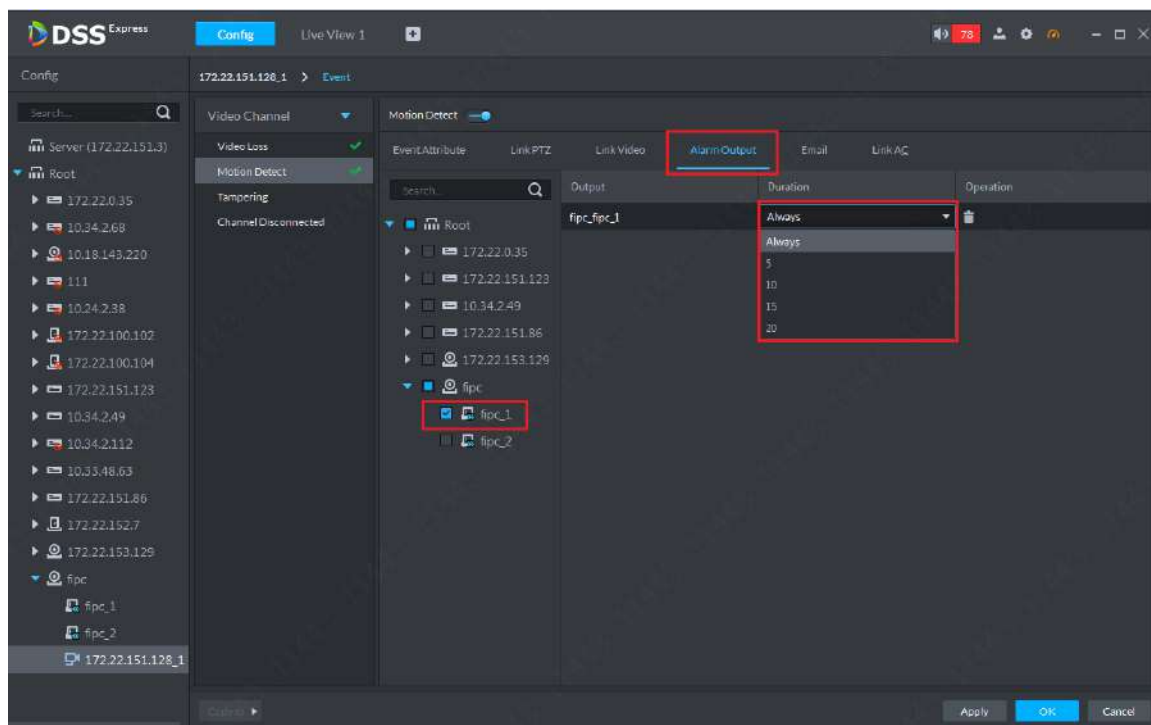 DSS Express
Config
Live View 1
78
Config
172.22.151.128_1 > Event
Search...
Server (172.22.151.3)
Root
172.22.0.35
10.34.2.68
10.18.143.220
111
10.24.2.38
172.22.100.102
172.22.100.104
172.22.151.123
10.34.2.49
10.34.2.112
10.33.48.63
172.22.151.86
172.22.152.7
172.22.153.129
fipc
fipc_1
fipc_2
172.22.151.128_1
Video Channel
Video Loss
Motion Detect
Tampering
Channel Disconnected
Motion Detect
Event Attribute Link PTZ Link Video Alarm Output Email Link AC
Search...
Root
172.22.0.35
172.22.151.123
10.34.2.49
172.22.151.86
172.22.153.129
fipc
fipc_1
fipc_2
Output Duration Operation
fipc_fipc_1 Always
Always
5
10
15
20
Apply OK Cancel